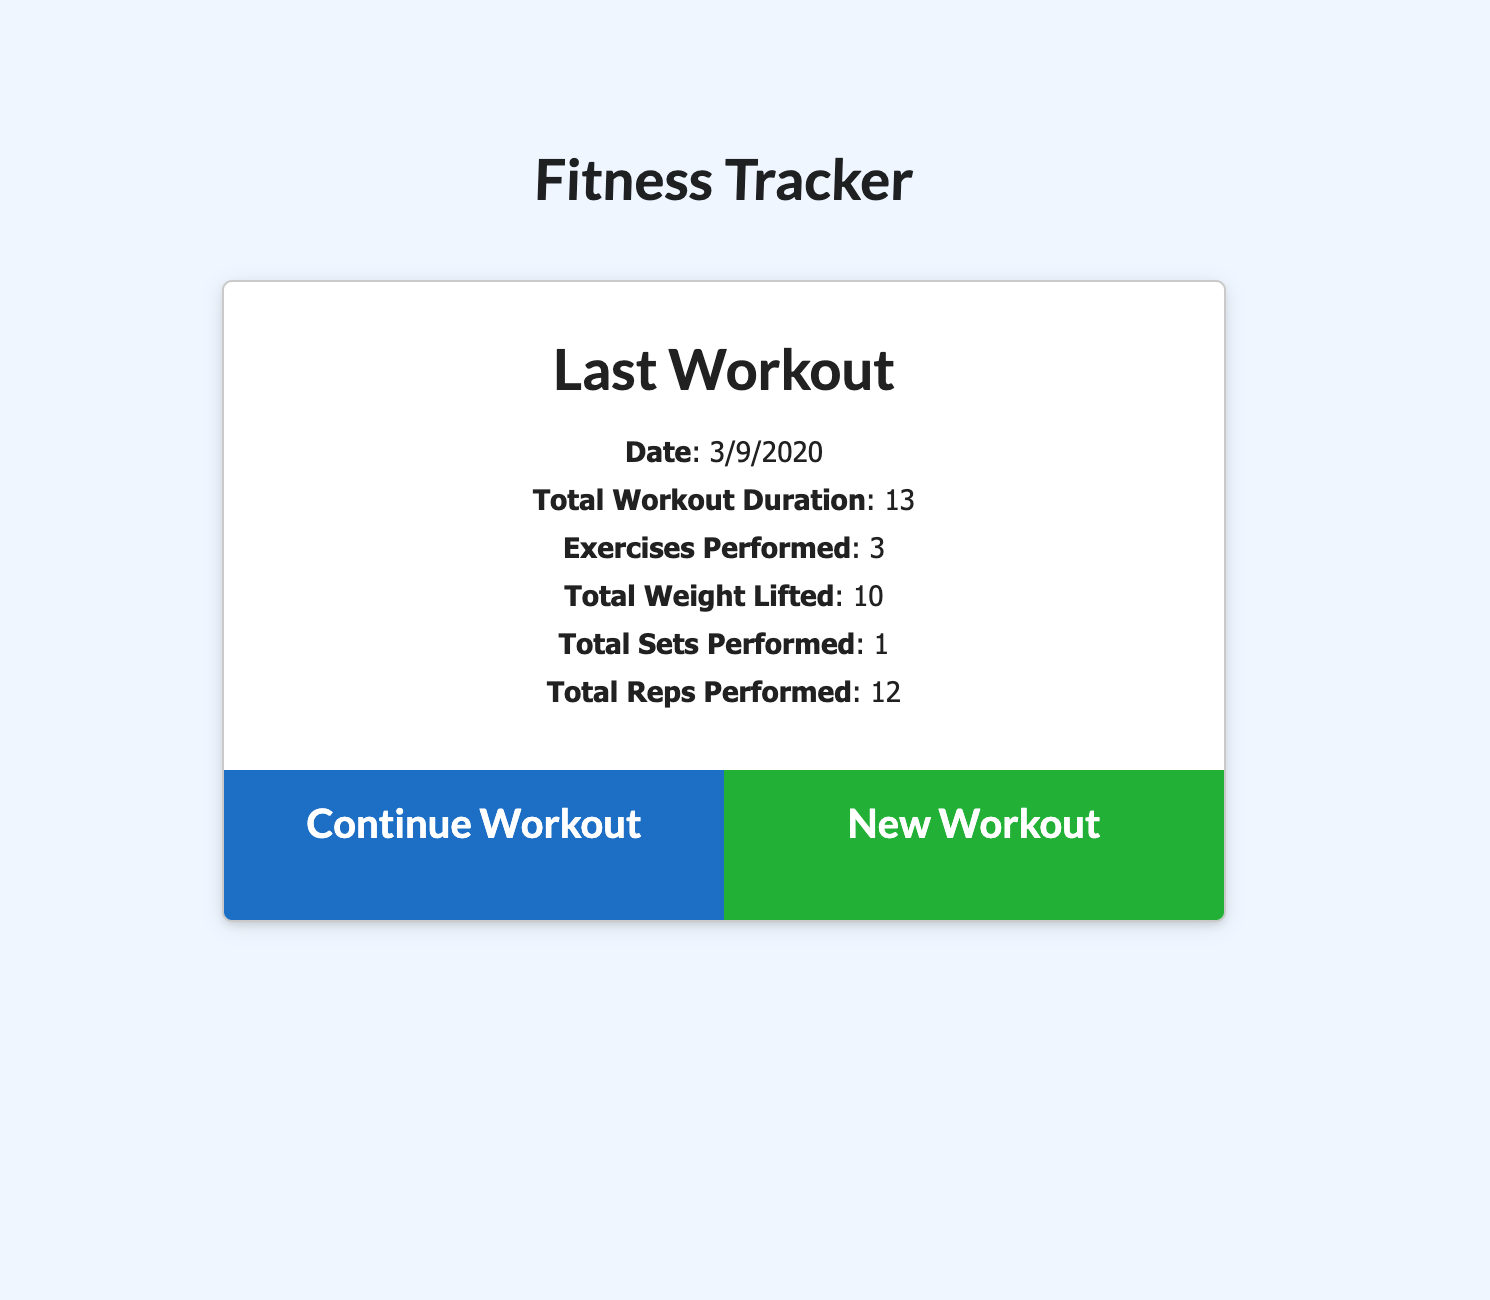 Fitness Tracker
Last Workout
Date: 3/9/2020
Total Workout Duration: 13
Exercises Performed: 3
Total Weight Lifted: 10
Total Sets Performed: 1
Total Reps Performed: 12
Continue Workout
New Workout